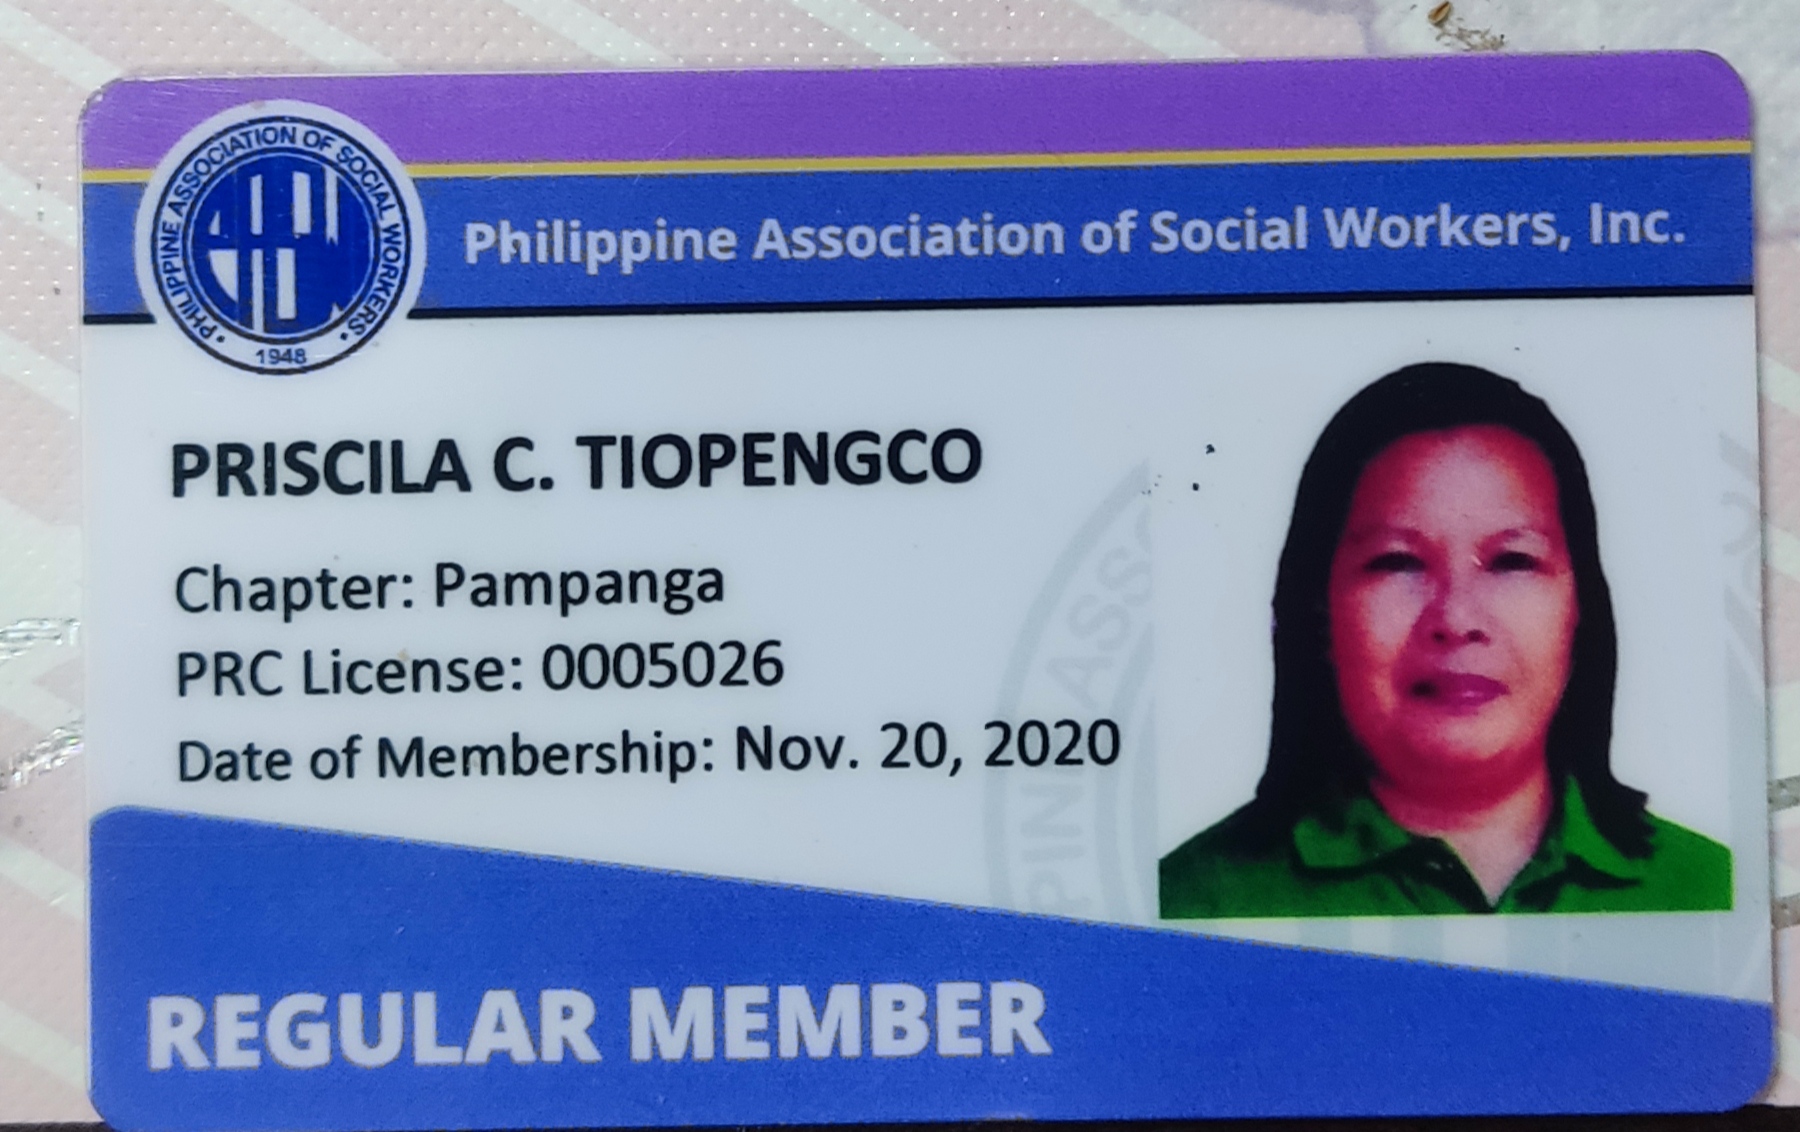 PHILIPPINE ASSOCIATION OF SOCIAL WORKERS
1948
Philippine Association of Social Workers, Inc.
PRISCILA C. TIOPENGCO
Chapter: Pampanga
PRC License: 0005026
Date of Membership: Nov. 20, 2020
REGULAR MEMBER